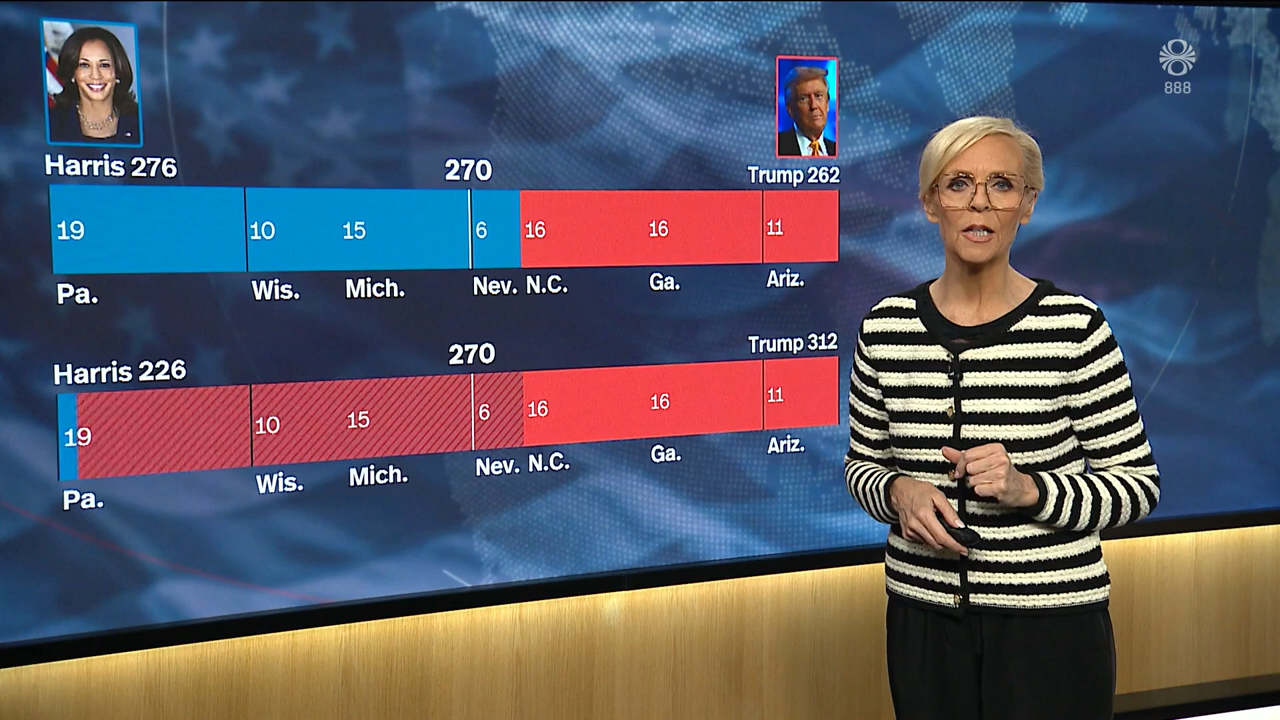 888
Harris 276
270
Trump 262
19
10
15
6
16
16
11
Pa.
Wis.
Mich.
Nev.
N.C.
Ga.
Ariz.
Harris 226
270
Trump 312
19
10
15
6
16
16
11
Pa.
Wis.
Mich.
Nev.
N.C.
Ga.
Ariz.